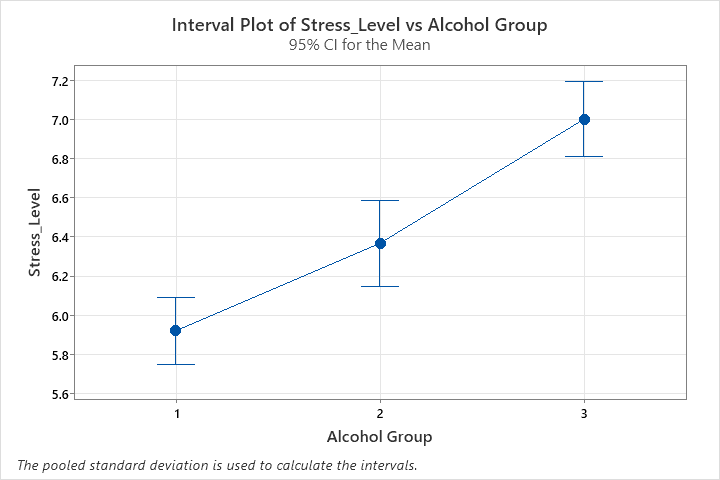 Interval Plot of Stress_Level vs Alcohol Group
95% CI for the Mean
7.2
7.0
6.8
6.6
6.4
6.2
6.0
5.8
5.6
Stress_Level
1 2 3
Alcohol Group
The pooled standard deviation is used to calculate the intervals.